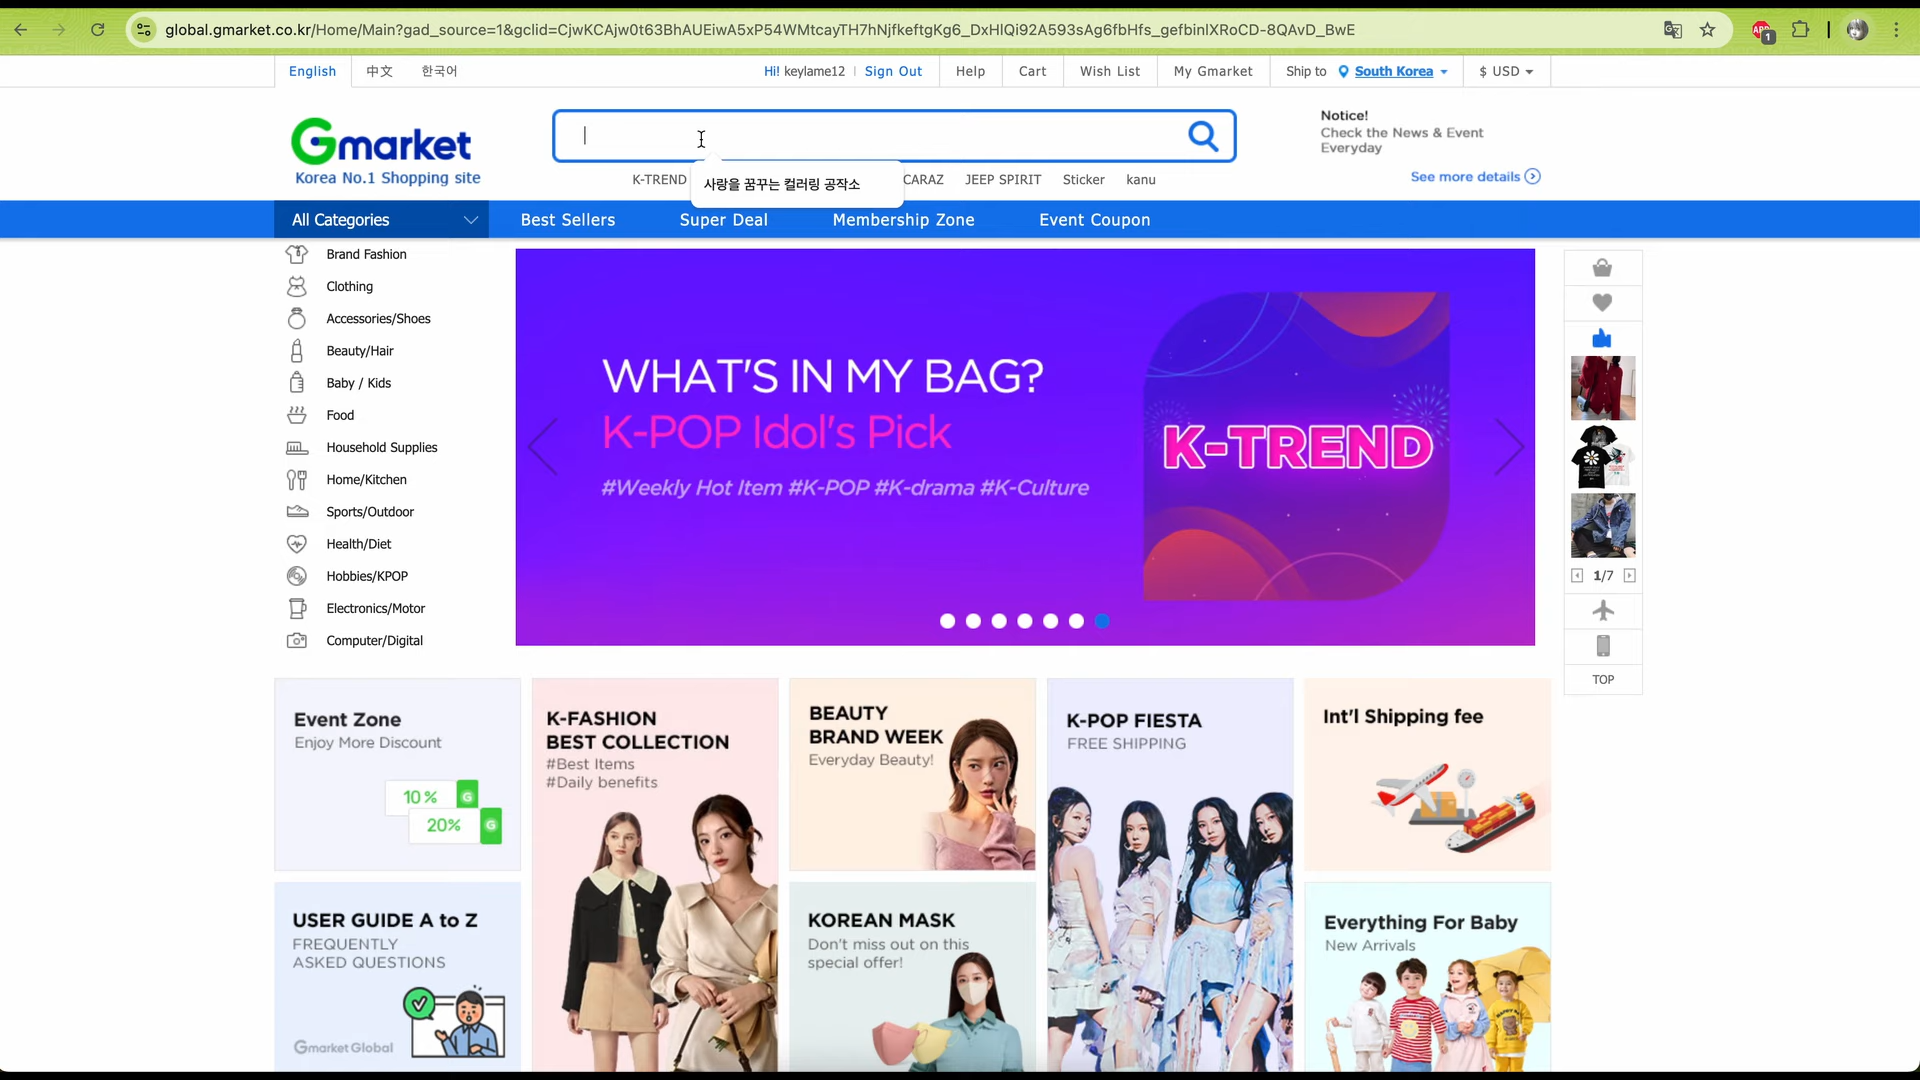 global.gmarket.co.kr/Home/Main?gad_source=1&gclid=CjwKCAjw0t63BhAUEiwA5xP54WMtcayTH7hNjfkeftgKg6_DxHlQi92A593sAg6fbHfs_gefbinlXRoCD-8QAvD_BwE
ABP 1
English 中文 한국어 Hi! keylame12 Sign Out Help Cart Wish List My Gmarket Ship to South Korea $ USD
Gmarket
Korea No.1 Shopping site
Notice!
Check the News & Event
Everyday
See more details
K-TREND CARAZ JEEP SPIRIT Sticker kanu
사랑을 꿈꾸는 컬러링 공작소
All Categories Best Sellers Super Deal Membership Zone Event Coupon
Brand Fashion
Clothing
Accessories/Shoes
Beauty/Hair
Baby / Kids
Food
Household Supplies
Home/Kitchen
Sports/Outdoor
Health/Diet
Hobbies/KPOP
Electronics/Motor
Computer/Digital
WHAT'S IN MY BAG?
K-POP Idol's Pick
#Weekly Hot Item #K-POP #K-drama #K-Culture
K-TREND
1/7
TOP
Event Zone
Enjoy More Discount
10% G
20% G
K-FASHION
BEST COLLECTION
#Best Items
#Daily benefits
BEAUTY
BRAND WEEK
Everyday Beauty!
K-POP FIESTA
FREE SHIPPING
Int'l Shipping fee
USER GUIDE A to Z
FREQUENTLY
ASKED QUESTIONS
Gmarket Global
KOREAN MASK
Don't miss out on this
special offer!
Everything For Baby
New Arrivals